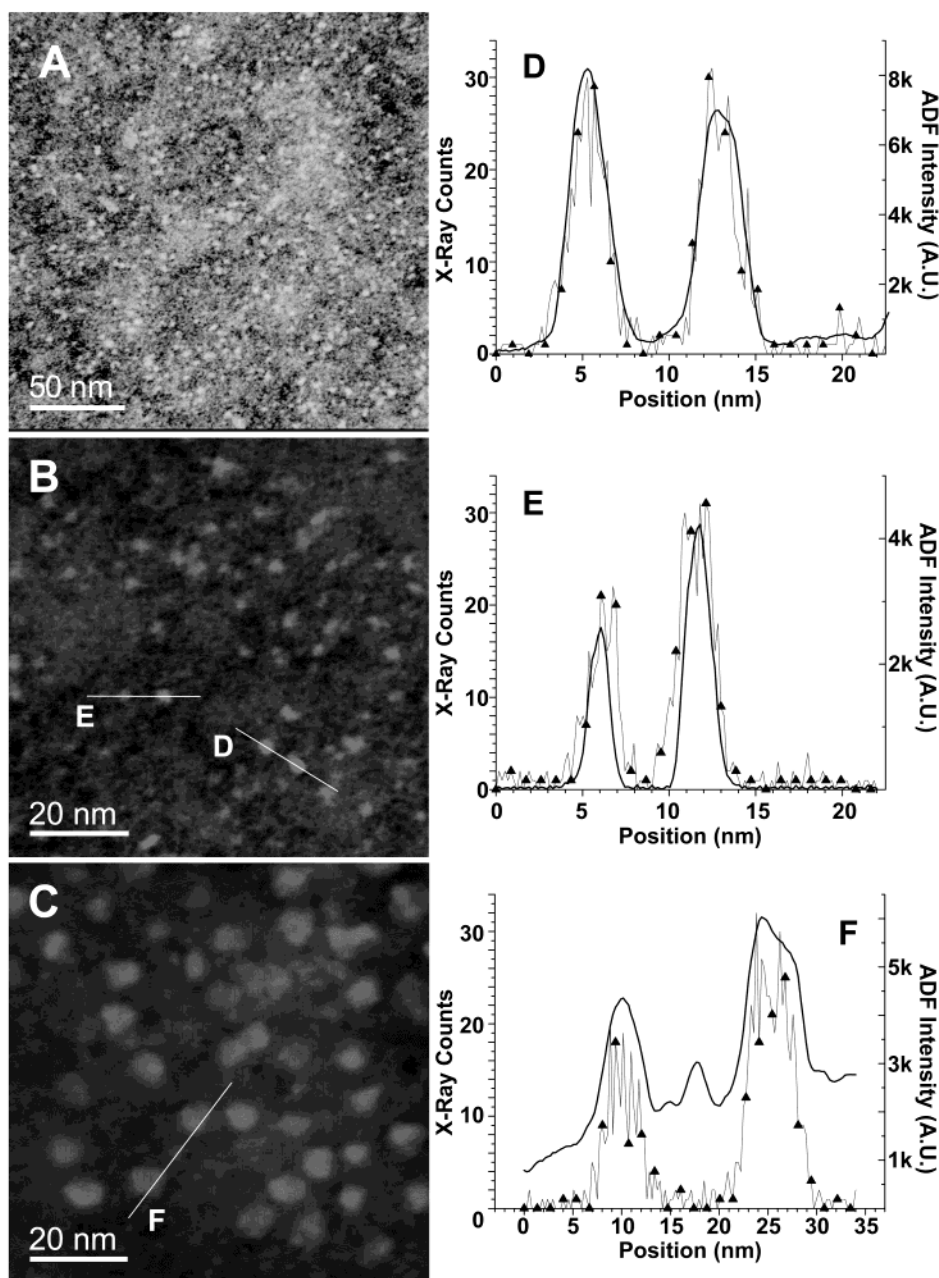 A
50 nm
B
E
D
20 nm
C
F
20 nm
D
30
20
10
0
X-Ray Counts
8k
6k
4k
2k
ADF Intensity (A.U.)
0 5 10 15 20
Position (nm)
E
30
20
10
0
X-Ray Counts
4k
2k
ADF Intensity (A.U.)
0 5 10 15 20
Position (nm)
F
30
20
10
0
X-Ray Counts
5k
3k
1k
ADF Intensity (A.U.)
0 5 10 15 20 25 30 35
Position (nm)